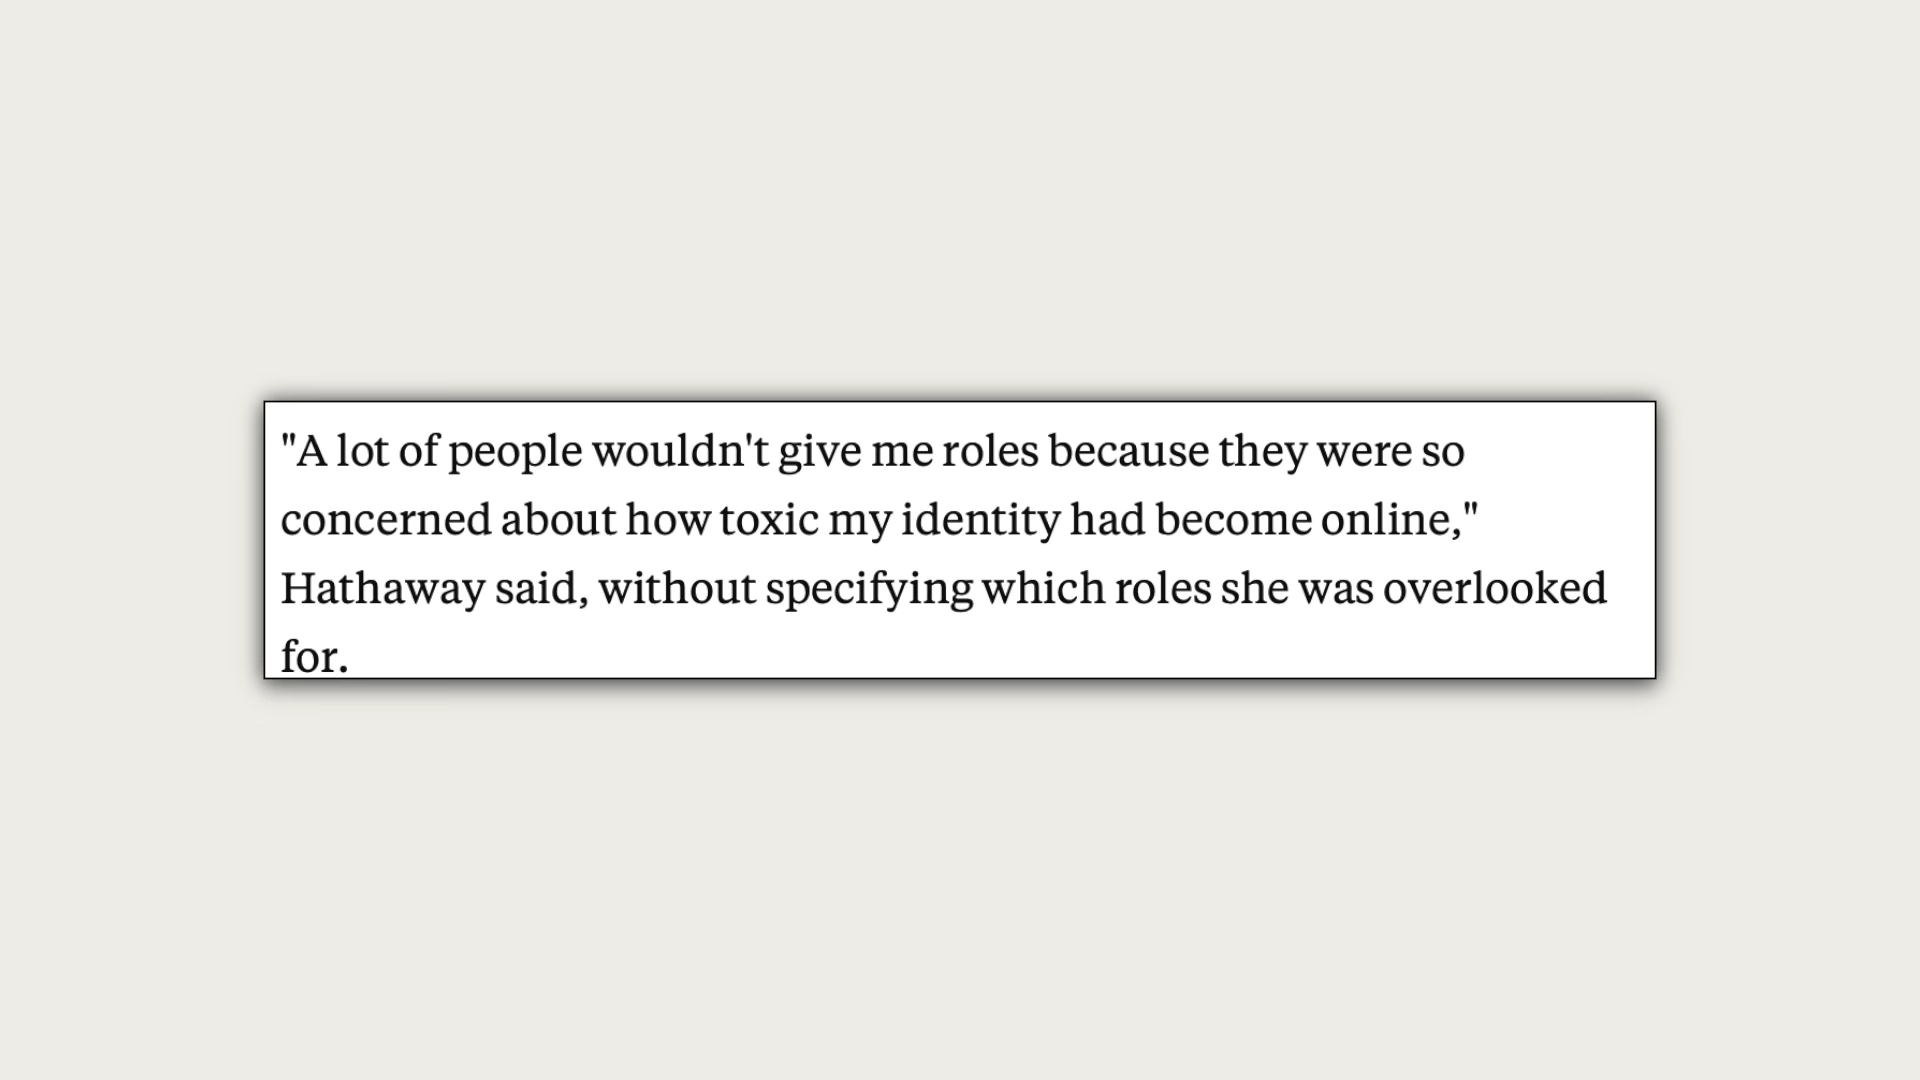 "A lot of people wouldn't give me roles because they were so
concerned about how toxic my identity had become online,"
Hathaway said, without specifying which roles she was overlooked
for.